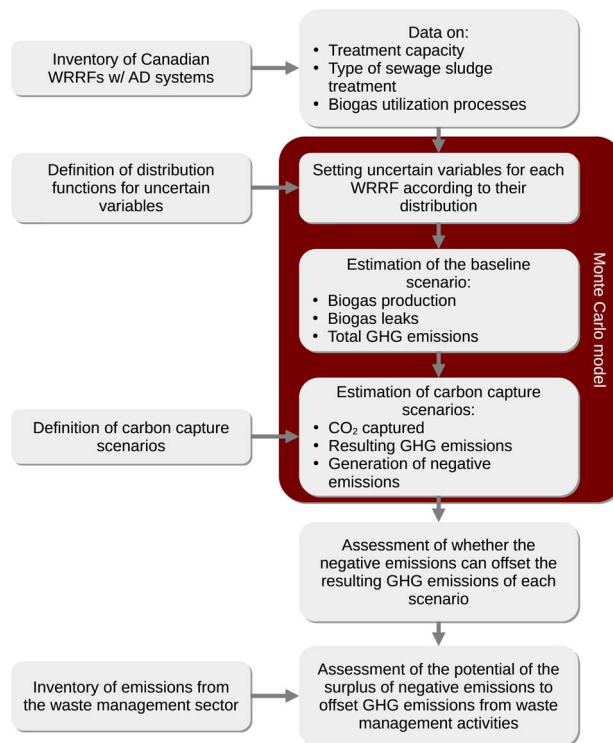 Inventory of Canadian
WRRFs w/ AD systems
Data on:
• Treatment capacity
• Type of sewage sludge
treatment
• Biogas utilization processes
Definition of distribution
functions for uncertain
variables
Setting uncertain variables for each
WRRF according to their
distribution
Estimation of the baseline
scenario:
• Biogas production
• Biogas leaks
• Total GHG emissions
Monte Carlo model
Definition of carbon capture
scenarios
Estimation of carbon capture
scenarios:
• CO₂ captured
• Resulting GHG emissions
• Generation of negative
emissions
Assessment of whether the
negative emissions can offset the
resulting GHG emissions of each
scenario
Inventory of emissions from
the waste management sector
Assessment of the potential of the
surplus of negative emissions to
offset GHG emissions from waste
management activities